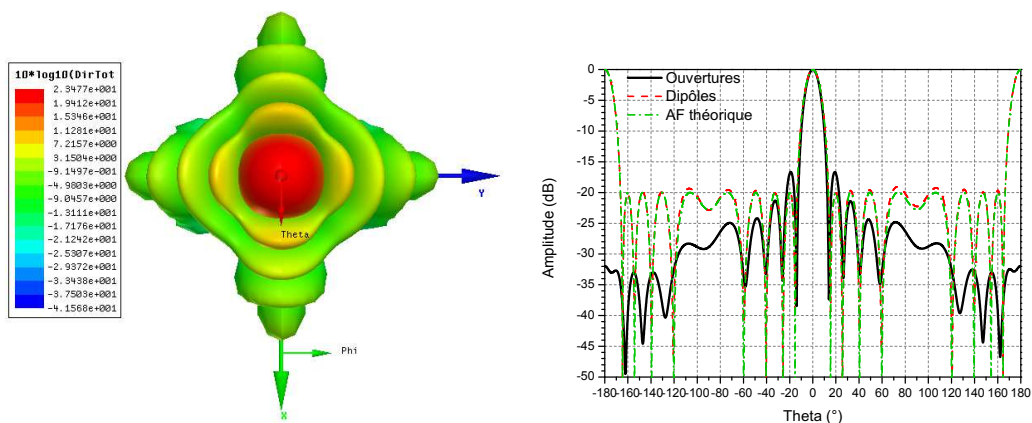 10*log10(DirTot
2.3477e+001
1.9412e+001
1.5346e+001
1.1281e+001
7.2157e+000
3.1504e+000
-9.1497e-001
-4.9803e+000
-9.0457e+000
-1.3111e+001
-1.7176e+001
-2.1242e+001
-2.5307e+001
-2.9372e+001
-3.3438e+001
-3.7503e+001
-4.1568e+001
Theta
Y
Phi
X
Ouvertures
Dipôles
AF théorique
Amplitude (dB)
0
-5
-10
-15
-20
-25
-30
-35
-40
-45
-50
-180 -160 -140 -120 -100 -80 -60 -40 -20 0 20 40 60 80 100 120 140 160 180
Theta (°)